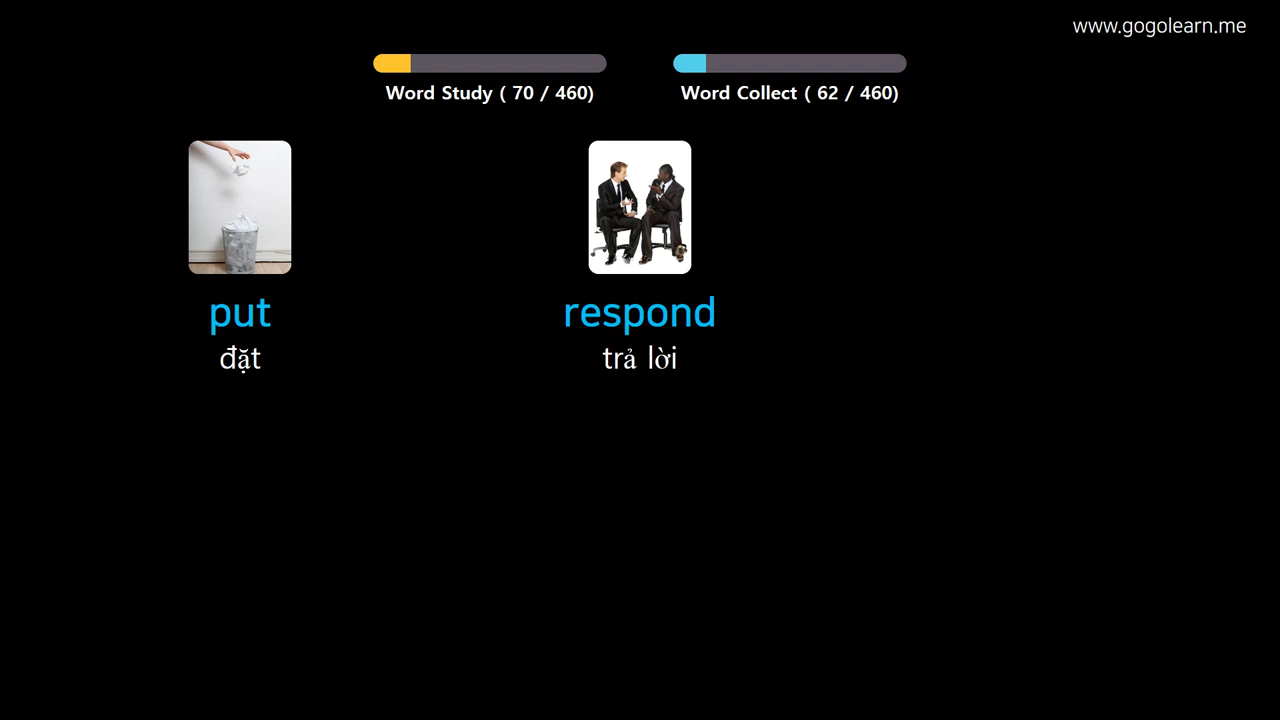 www.gogolearn.me
Word Study ( 70 / 460)
Word Collect ( 62 / 460)
put
đặt
respond
trả lời